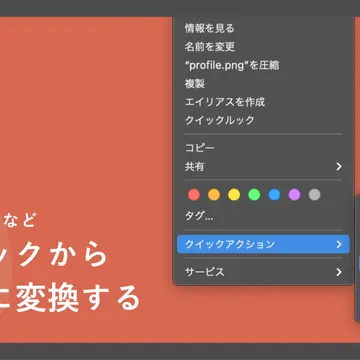 情報を見る
名前を変更
“profile.png”を圧縮
複製
エイリアスを作成
クイックルック
コピー
共有
タグ...
クイックアクション
サービス
など
ックから
に変換する